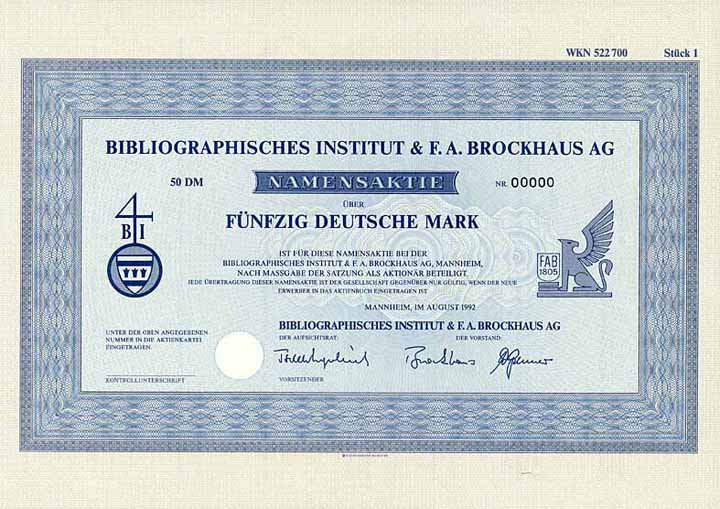 WKN 522 700 Stück 1
BIBLIOGRAPHISCHES INSTITUT & F. A. BROCKHAUS AG
50 DM NAMENSAKTIE NR. 00000
ÜBER
FÜNFZIG DEUTSCHE MARK
4
B I
IST FÜR DIESE NAMENSAKTIE BEI DER
BIBLIOGRAPHISCHES INSTITUT & F. A. BROCKHAUS AG, MANNHEIM,
NACH MASSGABE DER SATZUNG ALS AKTIONÄR BETEILIGT.
JEDE ÜBERTRAGUNG DIESER NAMENSAKTIE IST DER GESELLSCHAFT GEGENÜBER NUR GÜLTIG, WENN DER NEUE
ERWERBER IN DAS AKTIENBUCH EINGETRAGEN IST
FAB
1805
MANNHEIM, IM AUGUST 1992
BIBLIOGRAPHISCHES INSTITUT & F. A. BROCKHAUS AG
UNTER DER OBEN ANGEGEBENEN
NUMMER IN DIE AKTIENKARTEI
EINGETRAGEN.
DER AUFSICHTSRAT: DER VORSTAND:
Brockhaus
KONTROLLUNTERSCHRIFT
VORSITZENDER